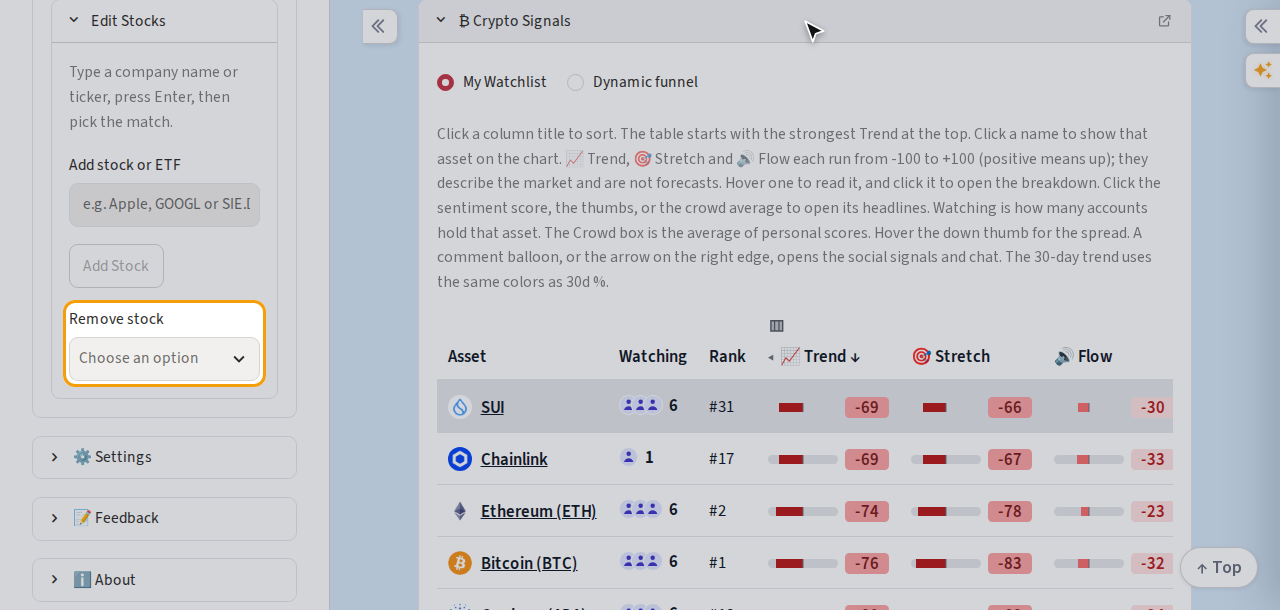 Edit Stocks
Type a company name or
ticker, press Enter, then
pick the match.
Add stock or ETF
e.g. Apple, GOOGL or SIE.
Add Stock
Remove stock
Choose an option
⚙️ Settings
📝 Feedback
ℹ️ About
₿ Crypto Signals
My Watchlist
Dynamic funnel
Click a column title to sort. The table starts with the strongest Trend at the top. Click a name to show that
asset on the chart. 📈 Trend, 🎯 Stretch and 🔊 Flow each run from -100 to +100 (positive means up); they
describe the market and are not forecasts. Hover one to read it, and click it to open the breakdown. Click the
sentiment score, the thumbs, or the crowd average to open its headlines. Watching is how many accounts
hold that asset. The Crowd box is the average of personal scores. Hover the down thumb for the spread. A
comment balloon, or the arrow on the right edge, opens the social signals and chat. The 30-day trend uses
the same colors as 30d %.
Asset Watching Rank 📈 Trend ↓ 🎯 Stretch 🔊 Flow
SUI 6 #31 -69 -66 -30
Chainlink 1 #17 -69 -67 -33
Ethereum (ETH) 6 #2 -74 -78 -23
Bitcoin (BTC) 6 #1 -76 -83 -32
↑ Top